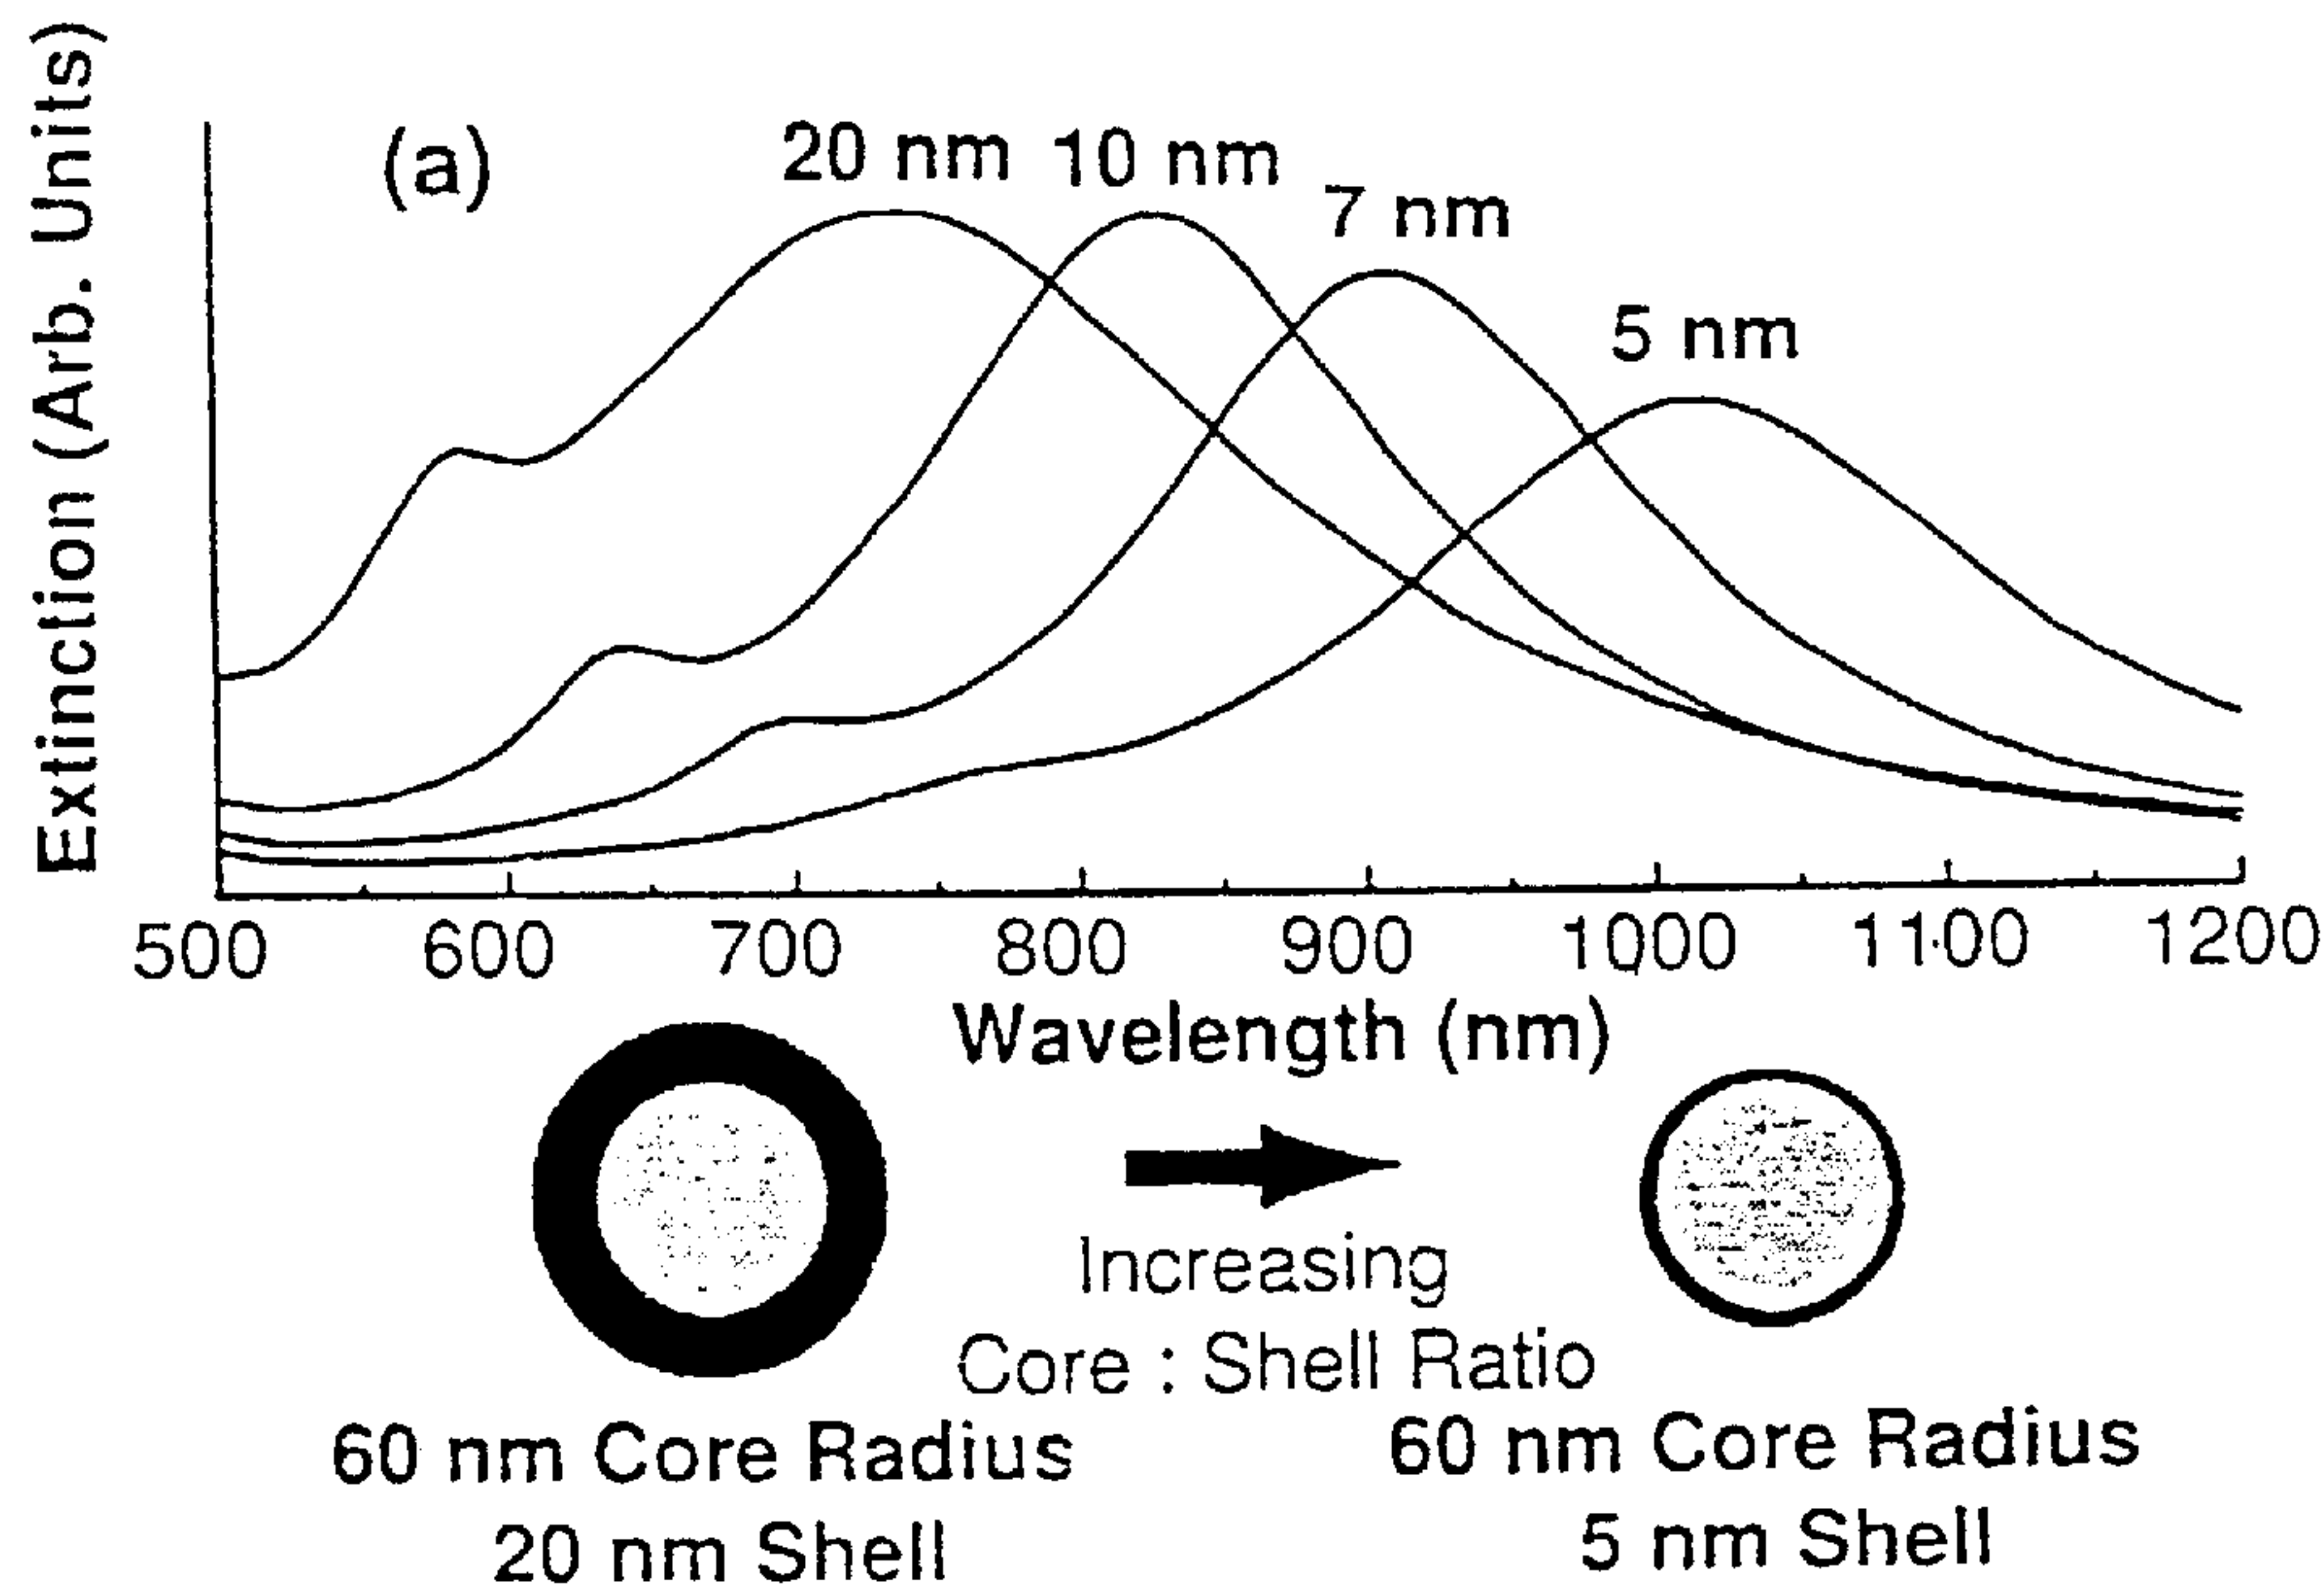 Extinction (Arb. Units)
(a)
20 nm
10 nm
7 nm
5 nm
500 600 700 800 900 1000 1100 1200
Wavelength (nm)
Increasing
Core : Shell Ratio
60 nm Core Radius
20 nm Shell
60 nm Core Radius
5 nm Shell